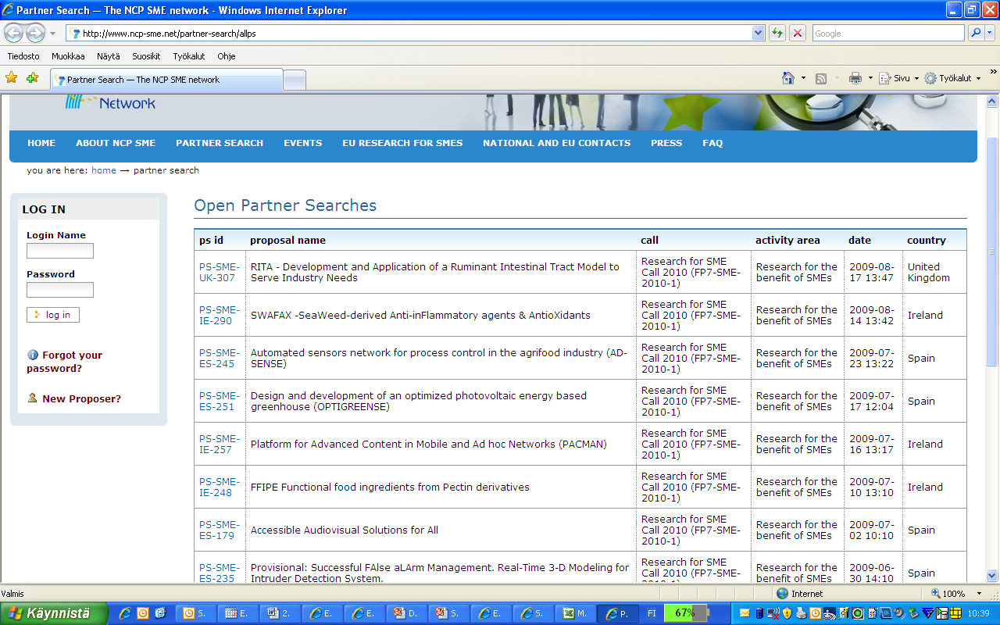 Partner Search — The NCP SME network - Windows Internet Explorer
http://www.ncp-sme.net/partner-search/allps
Google
Tiedosto Muokkaa Näytä Suosikit Työkalut Ohje
Partner Search — The NCP SME network
Sivu Työkalut »
Network
HOME ABOUT NCP SME PARTNER SEARCH EVENTS EU RESEARCH FOR SMES NATIONAL AND EU CONTACTS PRESS FAQ
you are here: home → partner search
LOG IN
Login Name
Password
log in
Forgot your
password?
New Proposer?
Open Partner Searches
ps id proposal name call activity area date country
PS-SME-
UK-307
RITA - Development and Application of a Ruminant Intestinal Tract Model to
Serve Industry Needs
Research for SME
Call 2010 (FP7-SME-
2010-1)
Research for the
benefit of SMEs
2009-08-
17 13:47
United
Kingdom
PS-SME-
IE-290
SWAFAX -SeaWeed-derived Anti-inFlammatory agents & AntioXidants
Research for SME
Call 2010 (FP7-SME-
2010-1)
Research for the
benefit of SMEs
2009-08-
14 13:42
Ireland
PS-SME-
ES-245
Automated sensors network for process control in the agrifood industry (AD-
SENSE)
Research for SME
Call 2010 (FP7-SME-
2010-1)
Research for the
benefit of SMEs
2009-07-
23 13:22
Spain
PS-SME-
ES-251
Design and development of an optimized photovoltaic energy based
greenhouse (OPTIGREENSE)
Research for SME
Call 2010 (FP7-SME-
2010-1)
Research for the
benefit of SMEs
2009-07-
17 12:04
Spain
PS-SME-
IE-257
Platform for Advanced Content in Mobile and Ad hoc Networks (PACMAN)
Research for SME
Call 2010 (FP7-SME-
2010-1)
Research for the
benefit of SMEs
2009-07-
16 13:17
Ireland
PS-SME-
IE-248
FFIPE Functional food ingredients from Pectin derivatives
Research for SME
Call 2010 (FP7-SME-
2010-1)
Research for the
benefit of SMEs
2009-07-
10 13:10
Ireland
PS-SME-
ES-179
Accessible Audiovisual Solutions for All
Research for SME
Call 2010 (FP7-SME-
2010-1)
Research for the
benefit of SMEs
2009-07-
02 10:10
Spain
PS-SME-
ES-235
Provisional: Successful FAlse aLArm Management. Real-Time 3-D Modeling for
Intruder Detection System.
Research for SME
Call 2010 (FP7-SME-
2010-1)
Research for the
benefit of SMEs
2009-06-
30 14:10
Spain
Valmis Internet 100%
Käynnistä S. E. 2. E. E. D. S. E. S. M. P. FI 67% 10:39